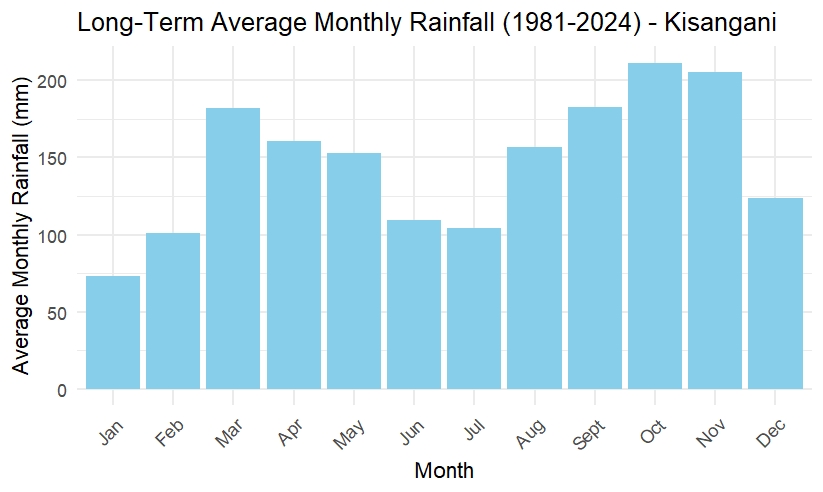 Long-Term Average Monthly Rainfall (1981-2024) - Kisangani
Average Monthly Rainfall (mm)
200
150
100
50
0
Jan Feb Mar Apr May Jun Jul Aug Sept Oct Nov Dec
Month